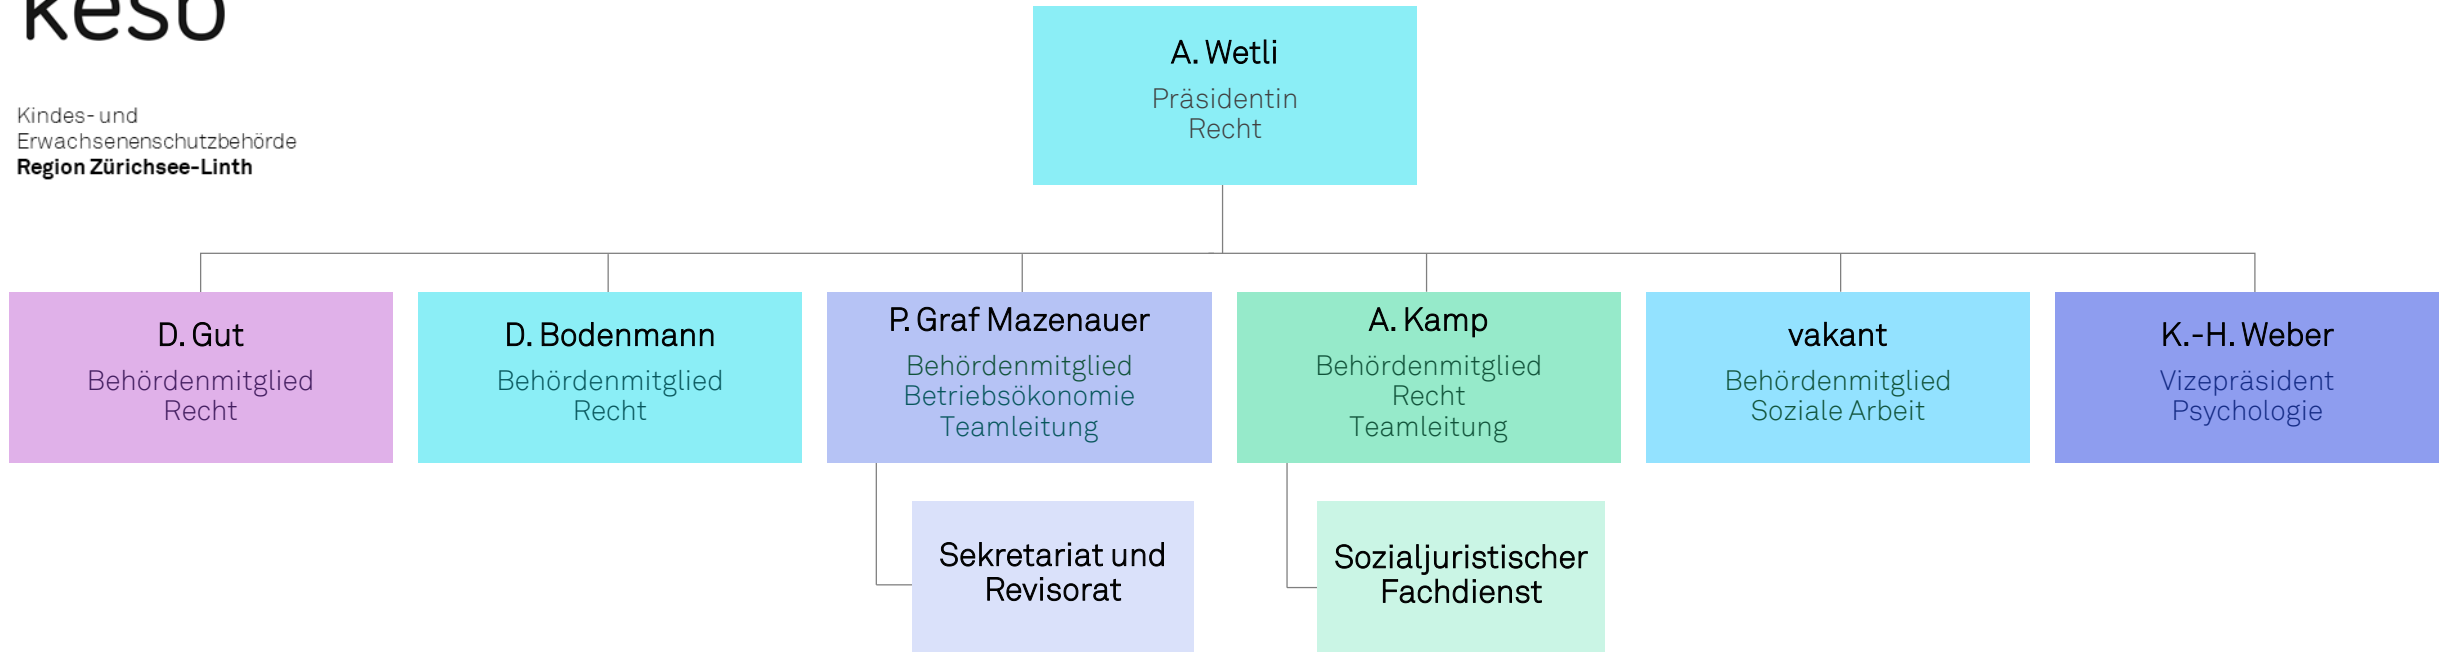 kesb
Kindes- und
Erwachsenenschutzbehörde
Region Zürichsee-Linth
A. Wetli
Präsidentin
Recht
D. Gut
Behördenmitglied
Recht
D. Bodenmann
Behördenmitglied
Recht
P. Graf Mazenauer
Behördenmitglied
Betriebsökonomie
Teamleitung
A. Kamp
Behördenmitglied
Recht
Teamleitung
vakant
Behördenmitglied
Soziale Arbeit
K.-H. Weber
Vizepräsident
Psychologie
Sekretariat und
Revisorat
Sozialjuristischer
Fachdienst